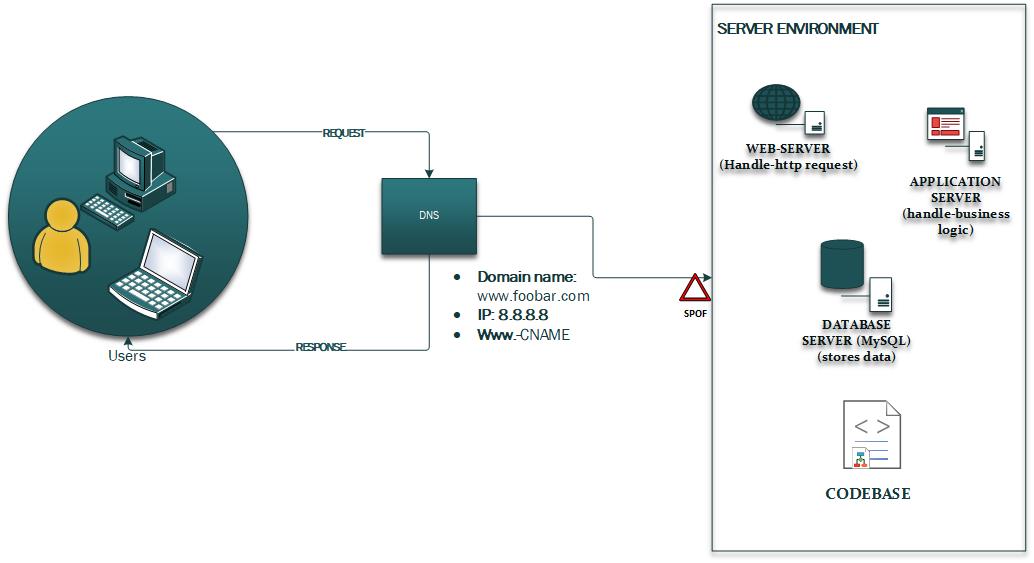 SERVER ENVIRONMENT
REQUEST
DNS
WEB-SERVER
(Handle-http request)
APPLICATION
SERVER
(handle-business
logic)
• Domain name:
www.foobar.com
• IP: 8.8.8.8
• Www.-CNAME
SPOF
RESPONSE
Users
DATABASE
SERVER (MySQL)
(stores data)
< >
CODEBASE